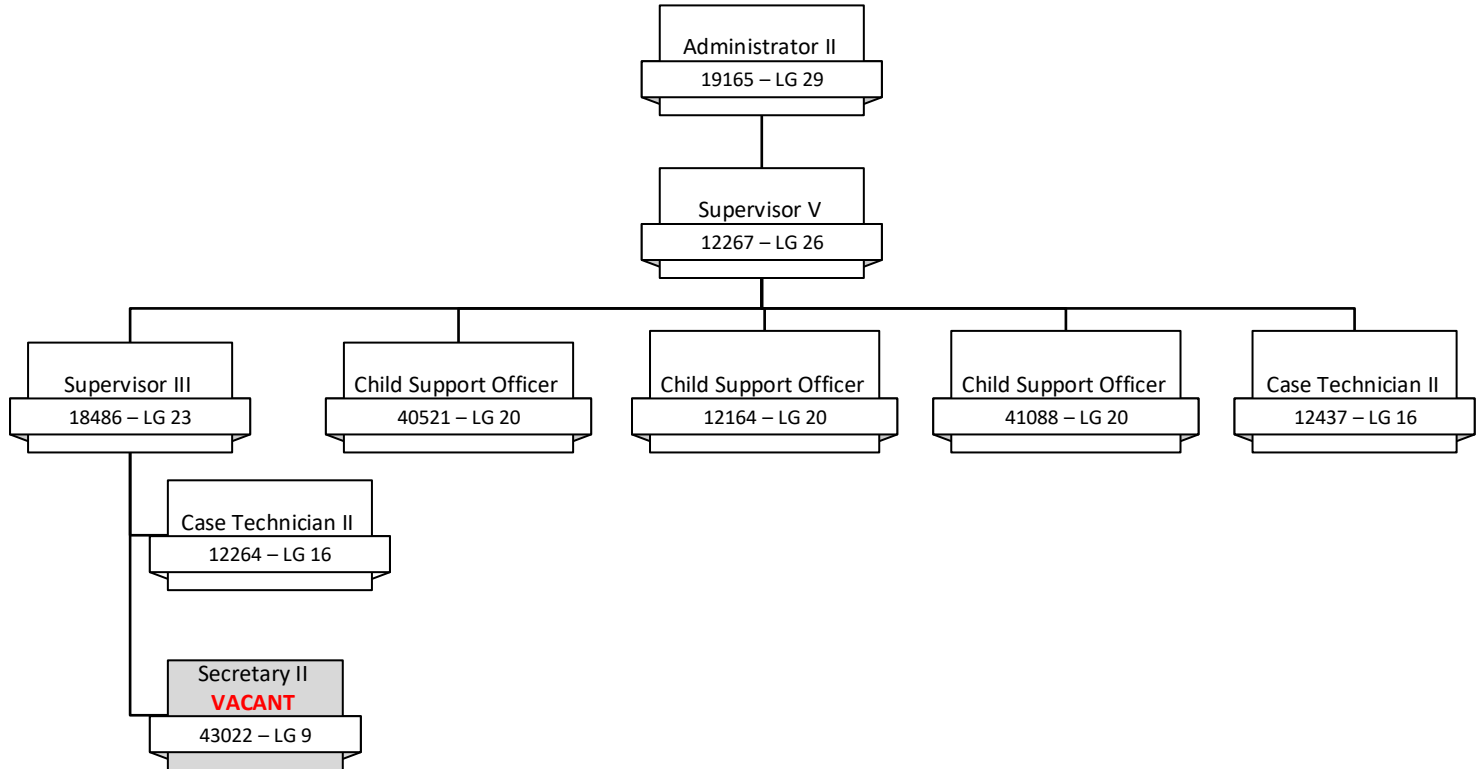 Administrator II
19165 – LG 29
Supervisor V
12267 – LG 26
Supervisor III
18486 – LG 23
Child Support Officer
40521 – LG 20
Child Support Officer
12164 – LG 20
Child Support Officer
41088 – LG 20
Case Technician II
12437 – LG 16
Case Technician II
12264 – LG 16
Secretary II
VACANT
43022 – LG 9